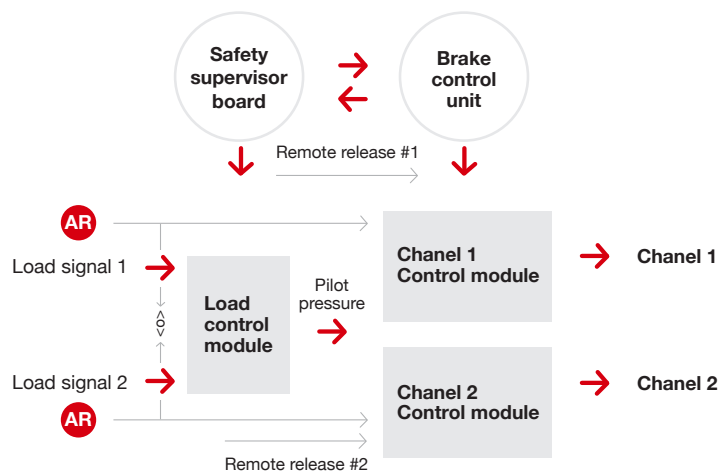 Safety
supervisor
board
Brake
control
unit
Remote release #1
AR
Load signal 1
Chanel 1
Control module
Chanel 1
Pilot
pressure
Load
control
module
<o>
Load signal 2
AR
Chanel 2
Control module
Chanel 2
Remote release #2